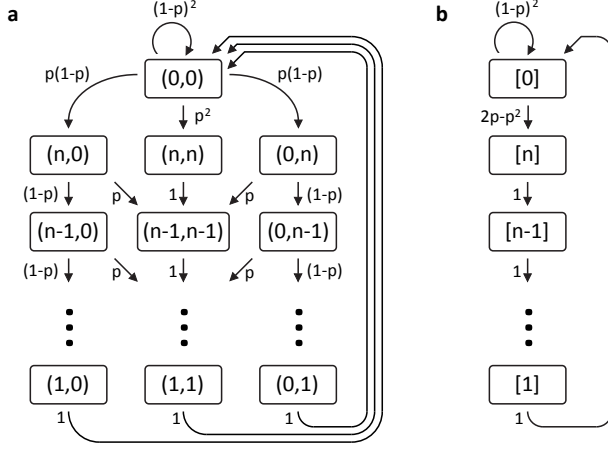 a
(1-p)²
b
(1-p)²
p(1-p)
(0,0)
p(1-p)
[0]
p²
2p-p²
(n,0)
(n,n)
(0,n)
[n]
(1-p)
p
1
p
(1-p)
1
(n-1,0)
(n-1,n-1)
(0,n-1)
[n-1]
(1-p)
p
1
p
(1-p)
1
(1,0)
(1,1)
(0,1)
[1]
1
1
1
1